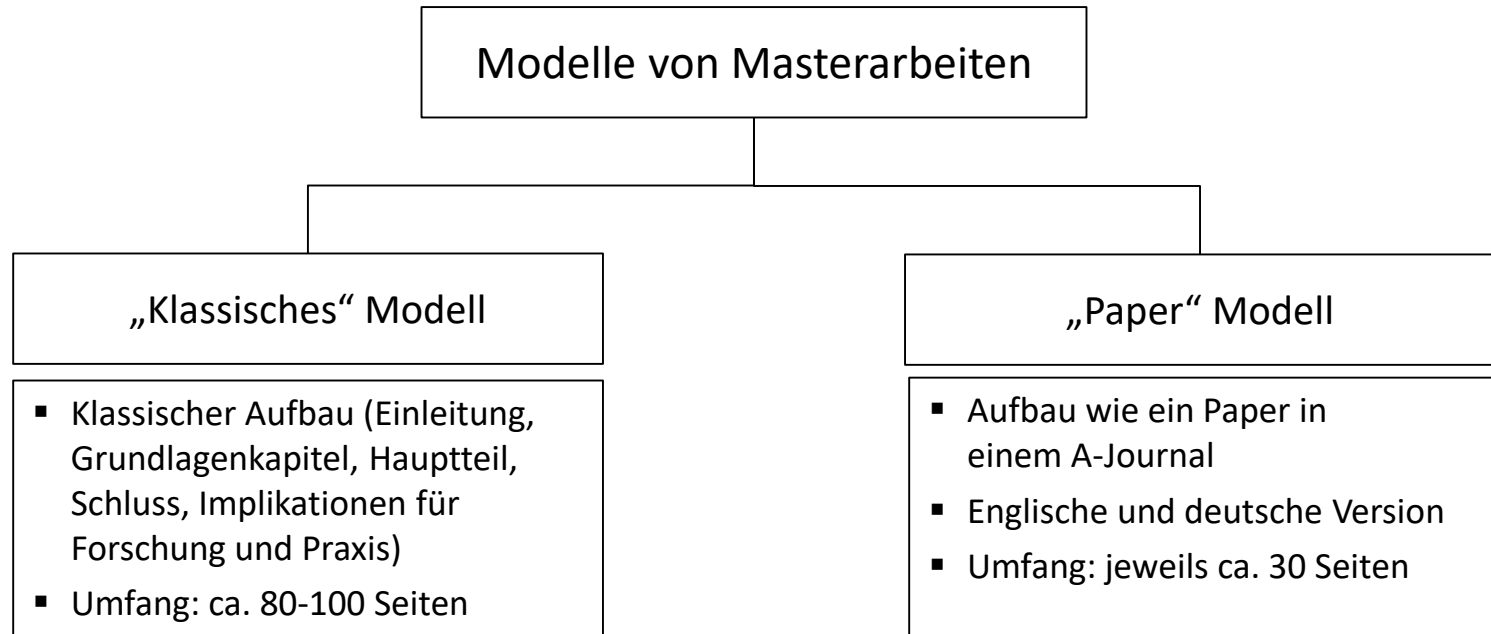 Modelle von Masterarbeiten
„Klassisches“ Modell
▪ Klassischer Aufbau (Einleitung,
Grundlagenkapitel, Hauptteil,
Schluss, Implikationen für
Forschung und Praxis)
▪ Umfang: ca. 80-100 Seiten
„Paper“ Modell
▪ Aufbau wie ein Paper in
einem A-Journal
▪ Englische und deutsche Version
▪ Umfang: jeweils ca. 30 Seiten